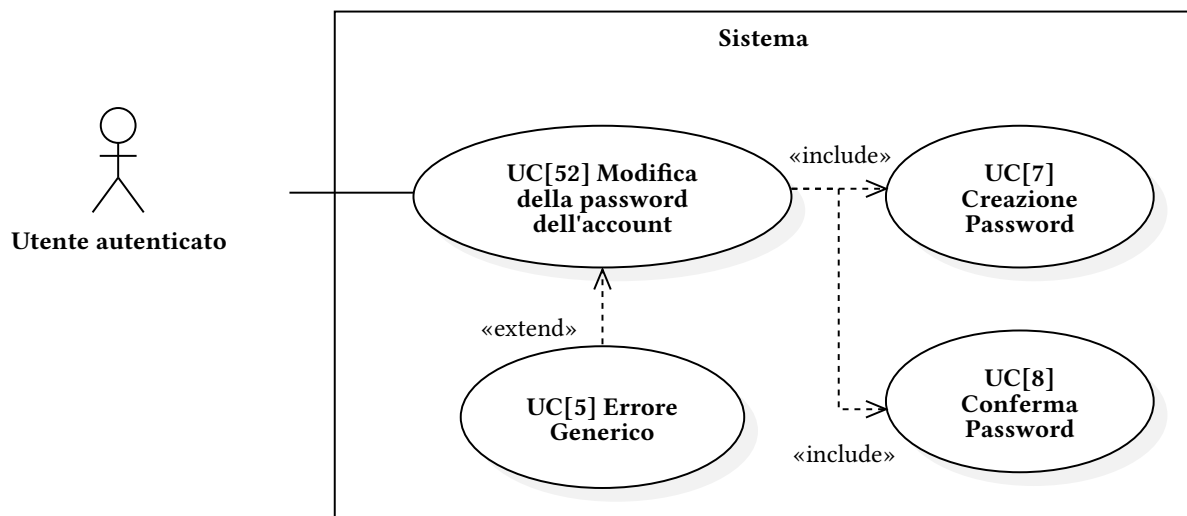 Sistema
Utente autenticato
UC[52] Modifica
della password
dell'account
«include»
UC[7]
Creazione
Password
«extend»
UC[5] Errore
Generico
UC[8]
Conferma
Password
«include»